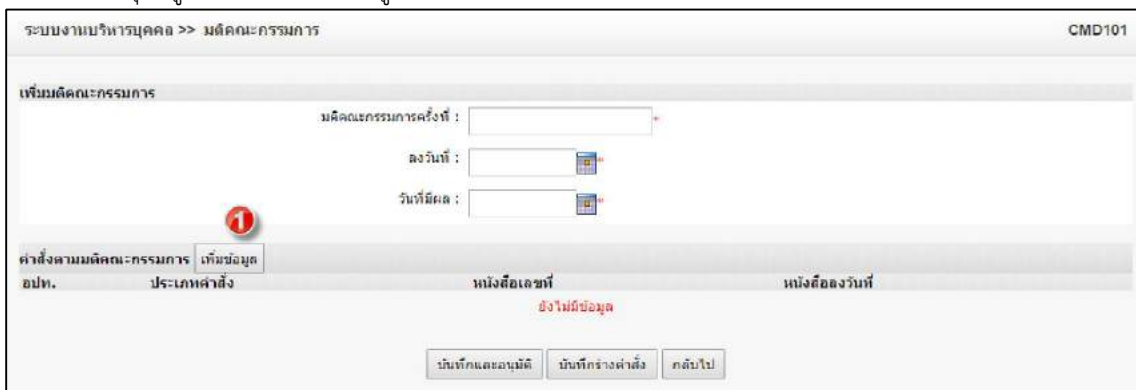 ระบบงานบริหารบุคคล >> มติคณะกรรมการ CMD101
เพิ่มมติคณะกรรมการ
มติคณะกรรมการครั้งที่ : *
ลงวันที่ : *
วันที่มีผล : *
1
คำสั่งตามมติคณะกรรมการ เพิ่มข้อมูล
อปท. ประเภทคำสั่ง หนังสือเลขที่ หนังสือลงวันที่
ยังไม่มีข้อมูล
บันทึกและอนุมัติ บันทึกร่างคำสั่ง กลับไป